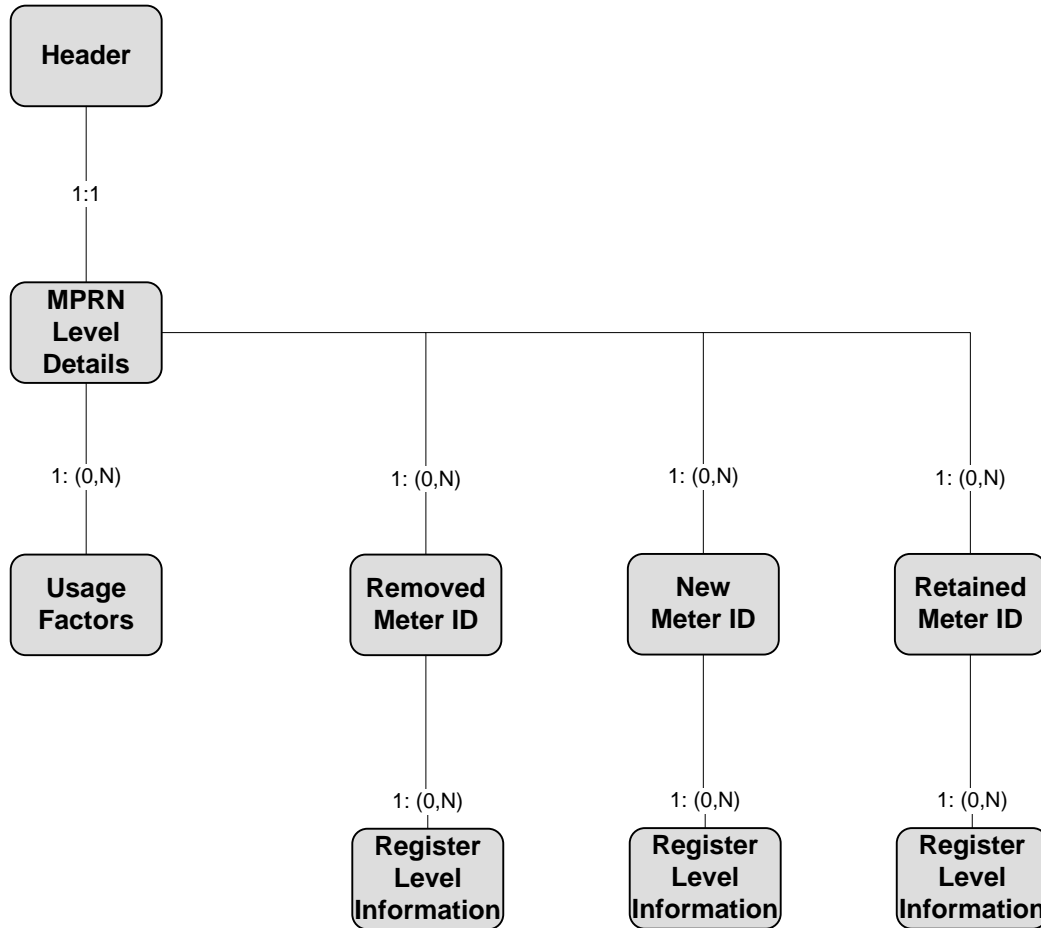 Header
1:1
MPRN
Level
Details
1: (0,N)
1: (0,N)
1: (0,N)
1: (0,N)
Usage
Factors
Removed
Meter ID
New
Meter ID
Retained
Meter ID
1: (0,N)
1: (0,N)
1: (0,N)
Register
Level
Information
Register
Level
Information
Register
Level
Information